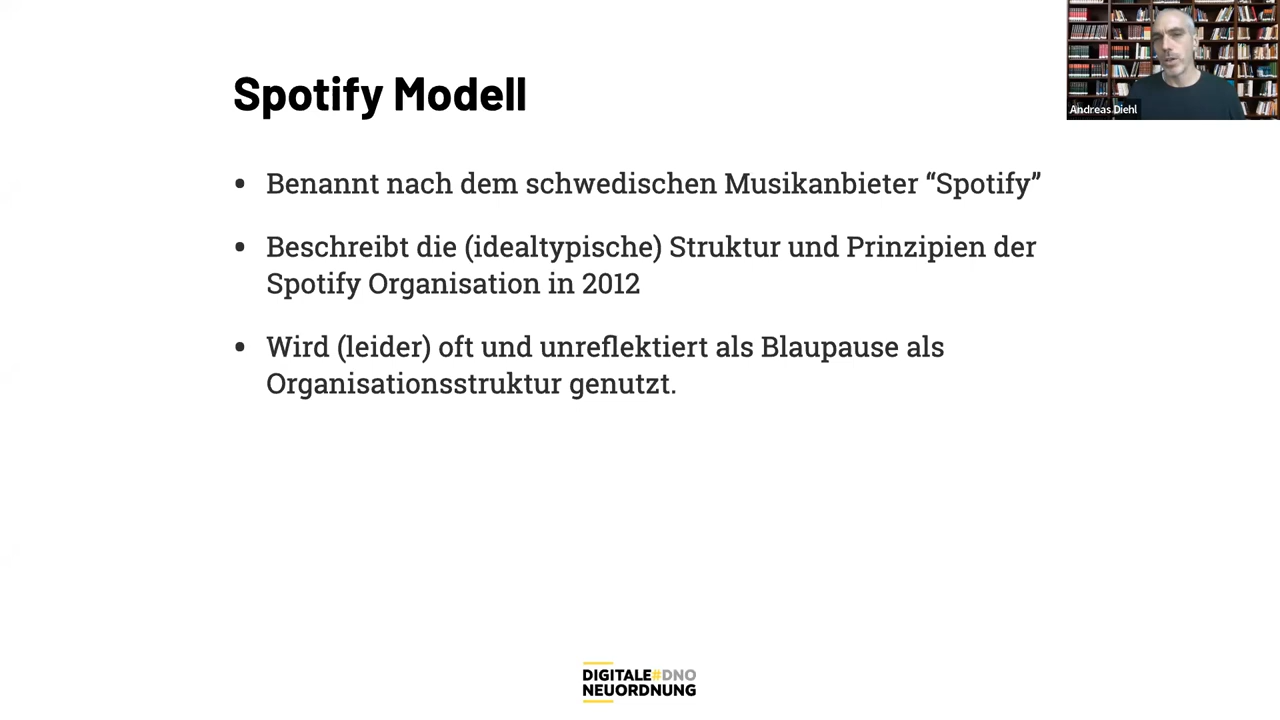 Spotify Modell
Andreas Diehl
• Benannt nach dem schwedischen Musikanbieter “Spotify”
• Beschreibt die (idealtypische) Struktur und Prinzipien der
Spotify Organisation in 2012
• Wird (leider) oft und unreflektiert als Blaupause als
Organisationsstruktur genutzt.
DIGITALE#DNO
NEUORDNUNG